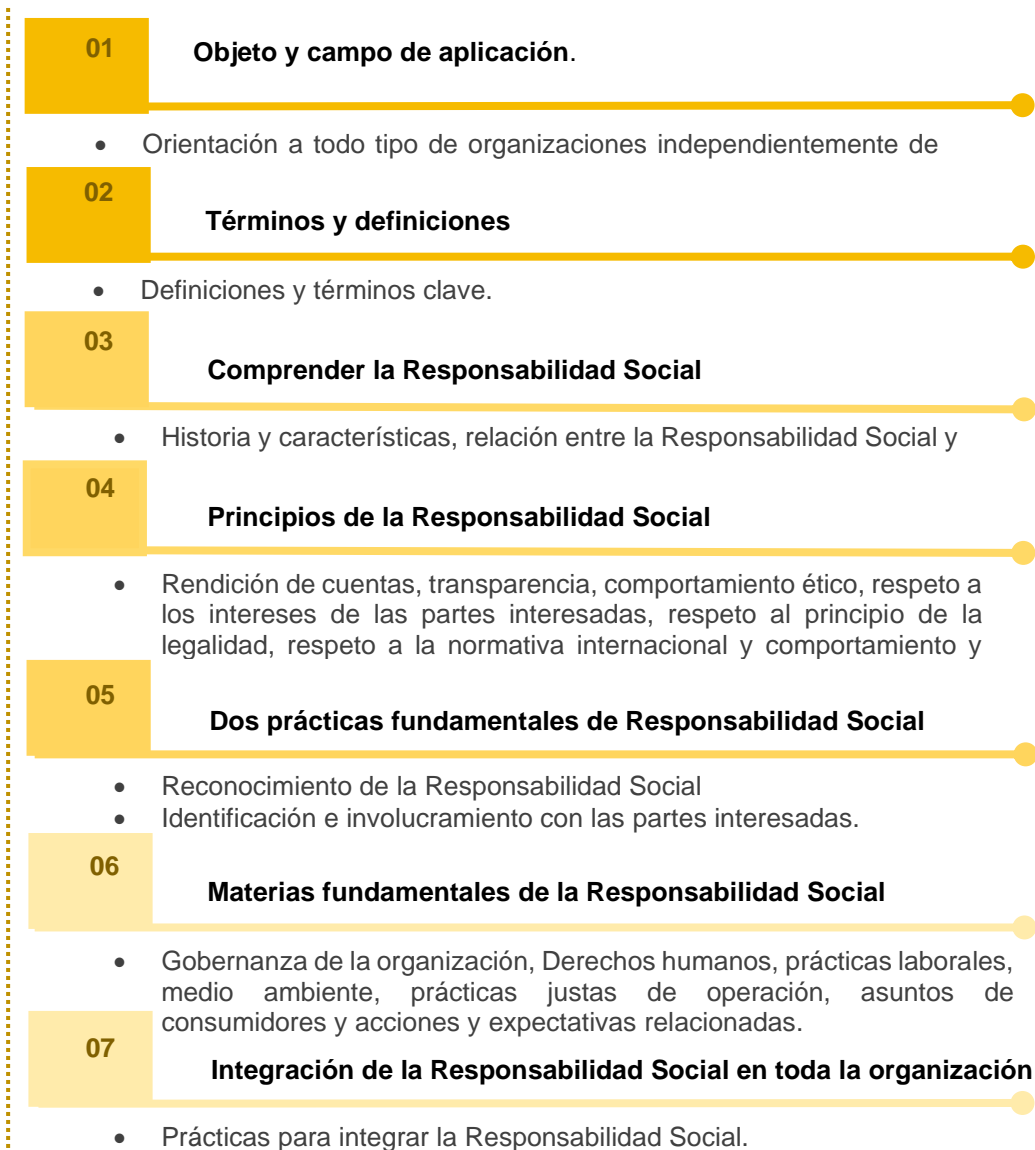 01
Objeto y campo de aplicación.
• Orientación a todo tipo de organizaciones independientemente de
02
Términos y definiciones
• Definiciones y términos clave.
03
Comprender la Responsabilidad Social
• Historia y características, relación entre la Responsabilidad Social y
04
Principios de la Responsabilidad Social
• Rendición de cuentas, transparencia, comportamiento ético, respeto a
los intereses de las partes interesadas, respeto al principio de la
legalidad, respeto a la normativa internacional y comportamiento y
05
Dos prácticas fundamentales de Responsabilidad Social
• Reconocimiento de la Responsabilidad Social
• Identificación e involucramiento con las partes interesadas.
06
Materias fundamentales de la Responsabilidad Social
• Gobernanza de la organización, Derechos humanos, prácticas laborales,
medio ambiente, prácticas justas de operación, asuntos de
consumidores y acciones y expectativas relacionadas.
07
Integración de la Responsabilidad Social en toda la organización
• Prácticas para integrar la Responsabilidad Social.